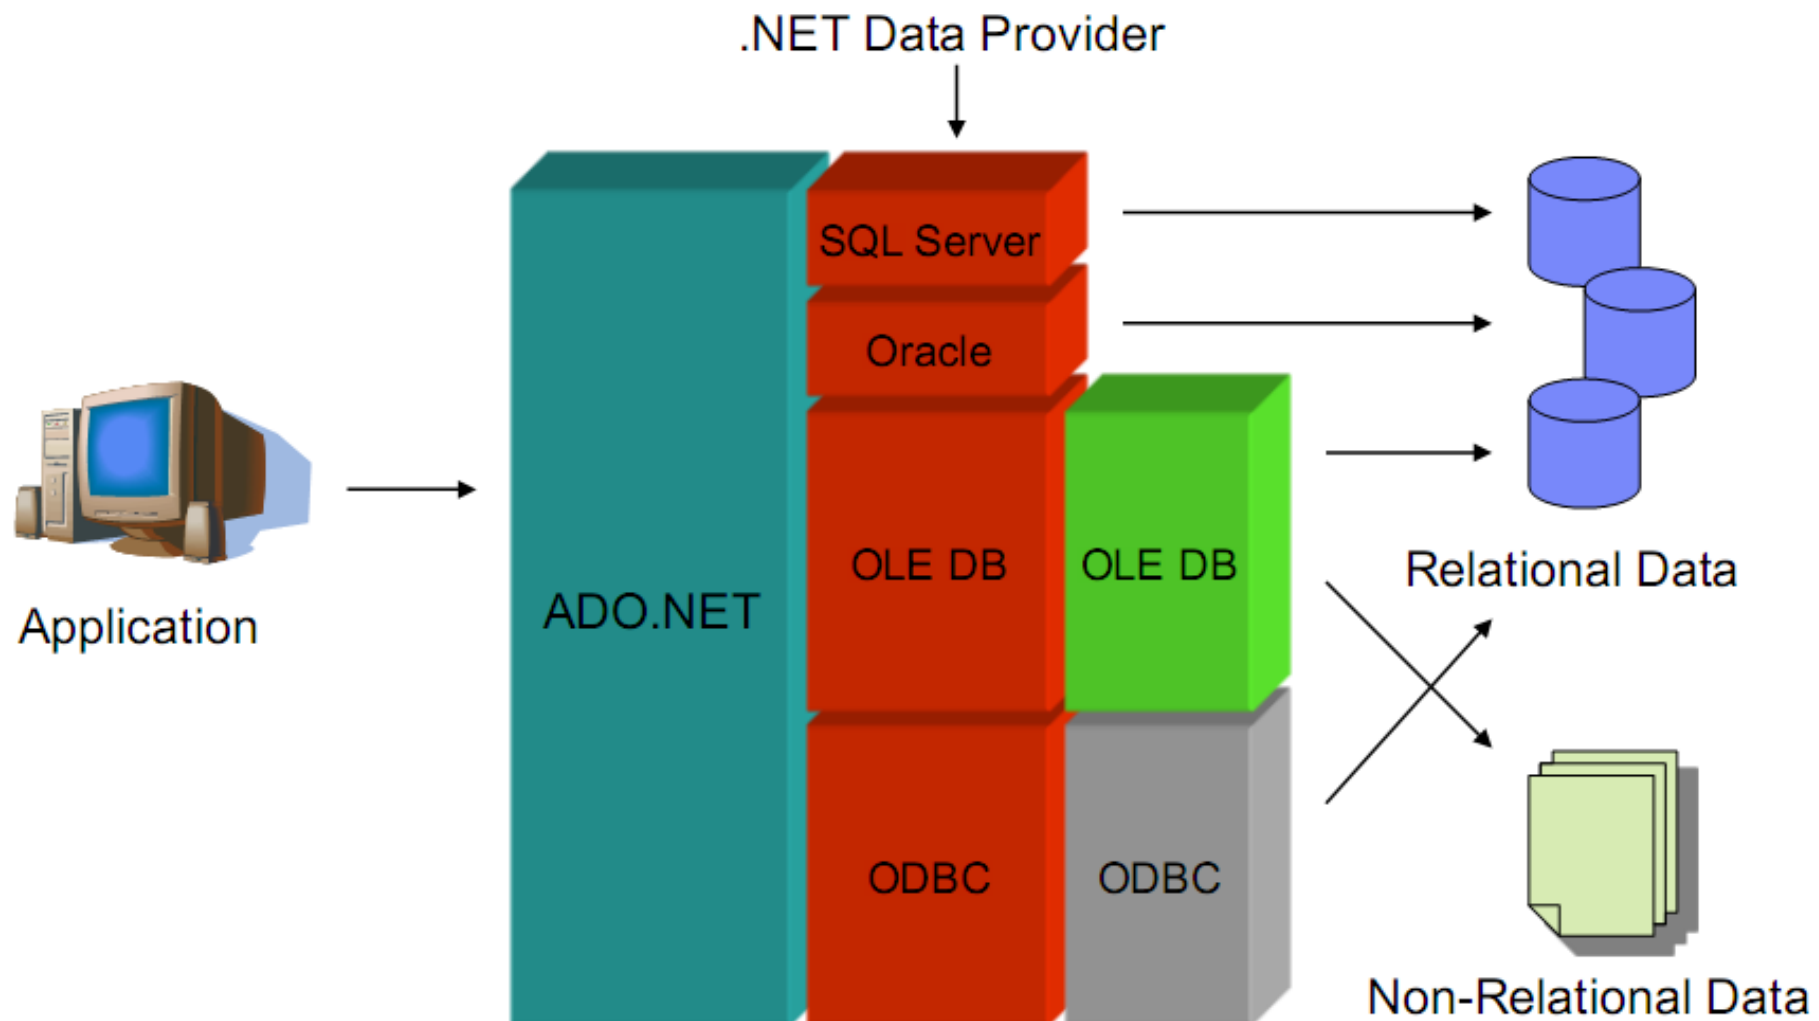 .NET Data Provider
SQL Server
Oracle
OLE DB
OLE DB
Relational Data
ADO.NET
Application
ODBC
ODBC
Non-Relational Data